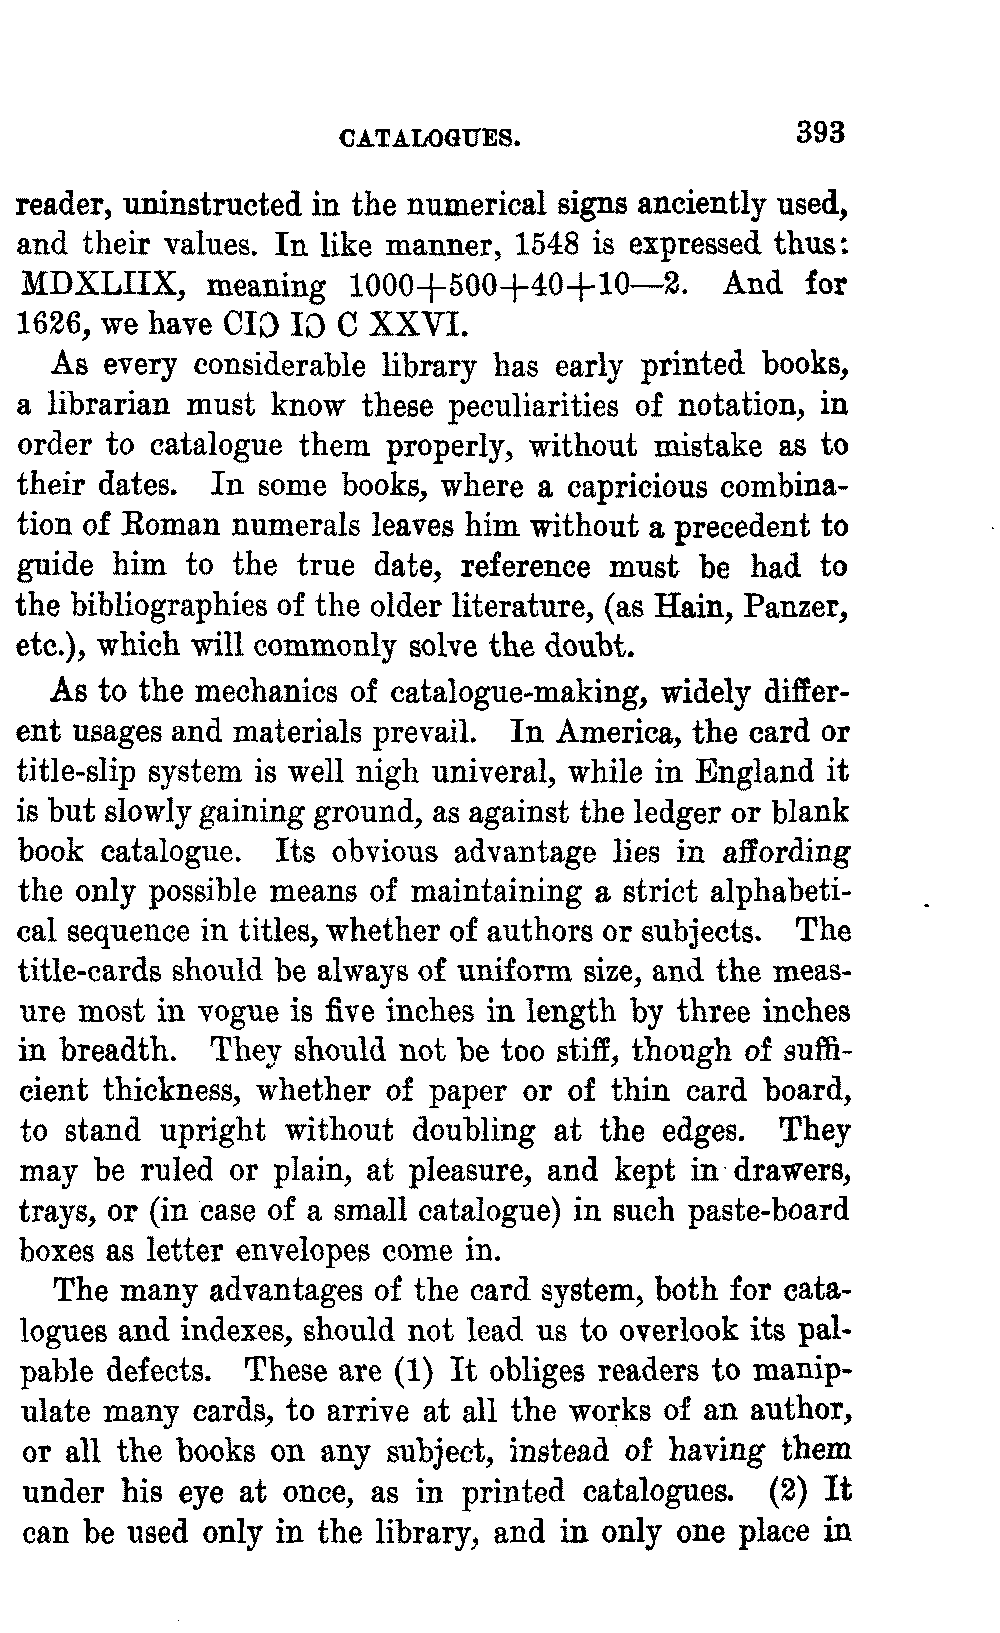 CATALOGUES. 393
reader, uninstructed in the numerical signs anciently used,
and their values. In like manner, 1548 is expressed thus:
MDXLIIX, meaning 1000+500+40+10—2. And for
1626, we have CIↃ IↃ C XXVI.
As every considerable library has early printed books,
a librarian must know these peculiarities of notation, in
order to catalogue them properly, without mistake as to
their dates. In some books, where a capricious combina-
tion of Roman numerals leaves him without a precedent to
guide him to the true date, reference must be had to
the bibliographies of the older literature, (as Hain, Panzer,
etc.), which will commonly solve the doubt.
As to the mechanics of catalogue-making, widely differ-
ent usages and materials prevail. In America, the card or
title-slip system is well nigh univeral, while in England it
is but slowly gaining ground, as against the ledger or blank
book catalogue. Its obvious advantage lies in affording
the only possible means of maintaining a strict alphabeti-
cal sequence in titles, whether of authors or subjects. The
title-cards should be always of uniform size, and the meas-
ure most in vogue is five inches in length by three inches
in breadth. They should not be too stiff, though of suffi-
cient thickness, whether of paper or of thin card board,
to stand upright without doubling at the edges. They
may be ruled or plain, at pleasure, and kept in drawers,
trays, or (in case of a small catalogue) in such paste-board
boxes as letter envelopes come in.
The many advantages of the card system, both for cata-
logues and indexes, should not lead us to overlook its pal-
pable defects. These are (1) It obliges readers to manip-
ulate many cards, to arrive at all the works of an author,
or all the books on any subject, instead of having them
under his eye at once, as in printed catalogues. (2) It
can be used only in the library, and in only one place in